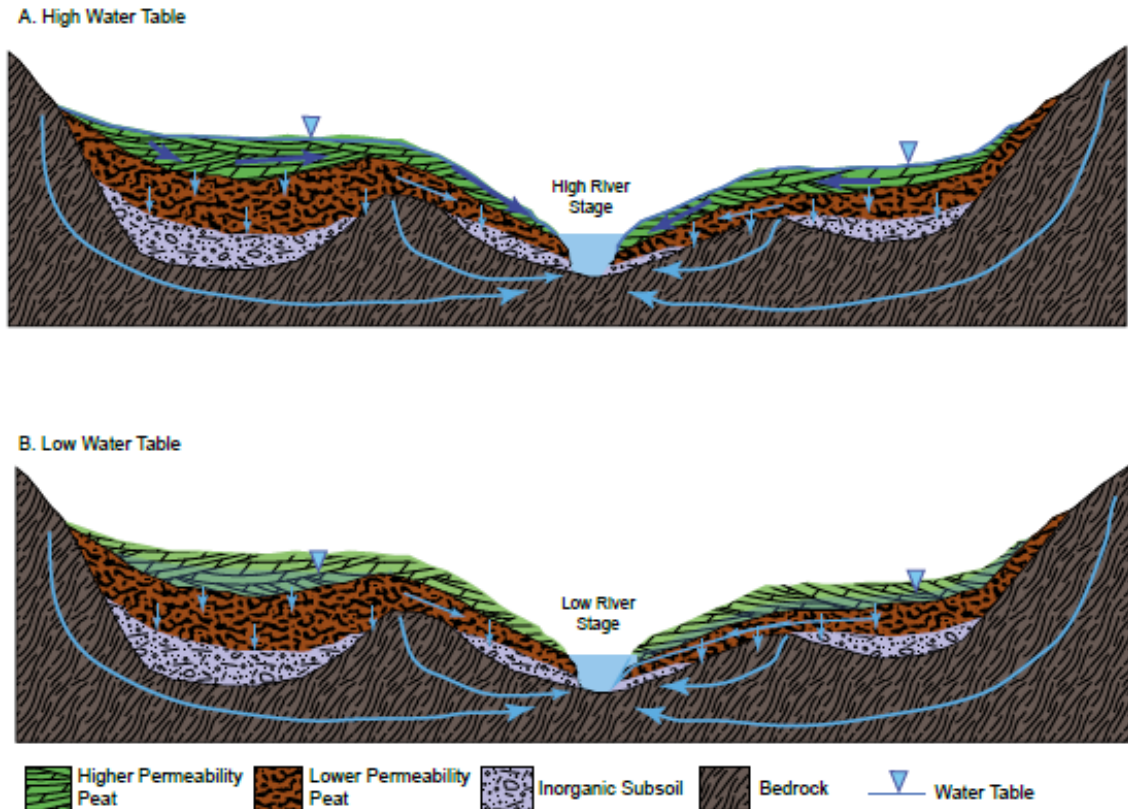 A. High Water Table
High River
Stage
B. Low Water Table
Low River
Stage
Higher Permeability
Peat
Lower Permeability
Peat
Inorganic Subsoil
Bedrock
Water Table